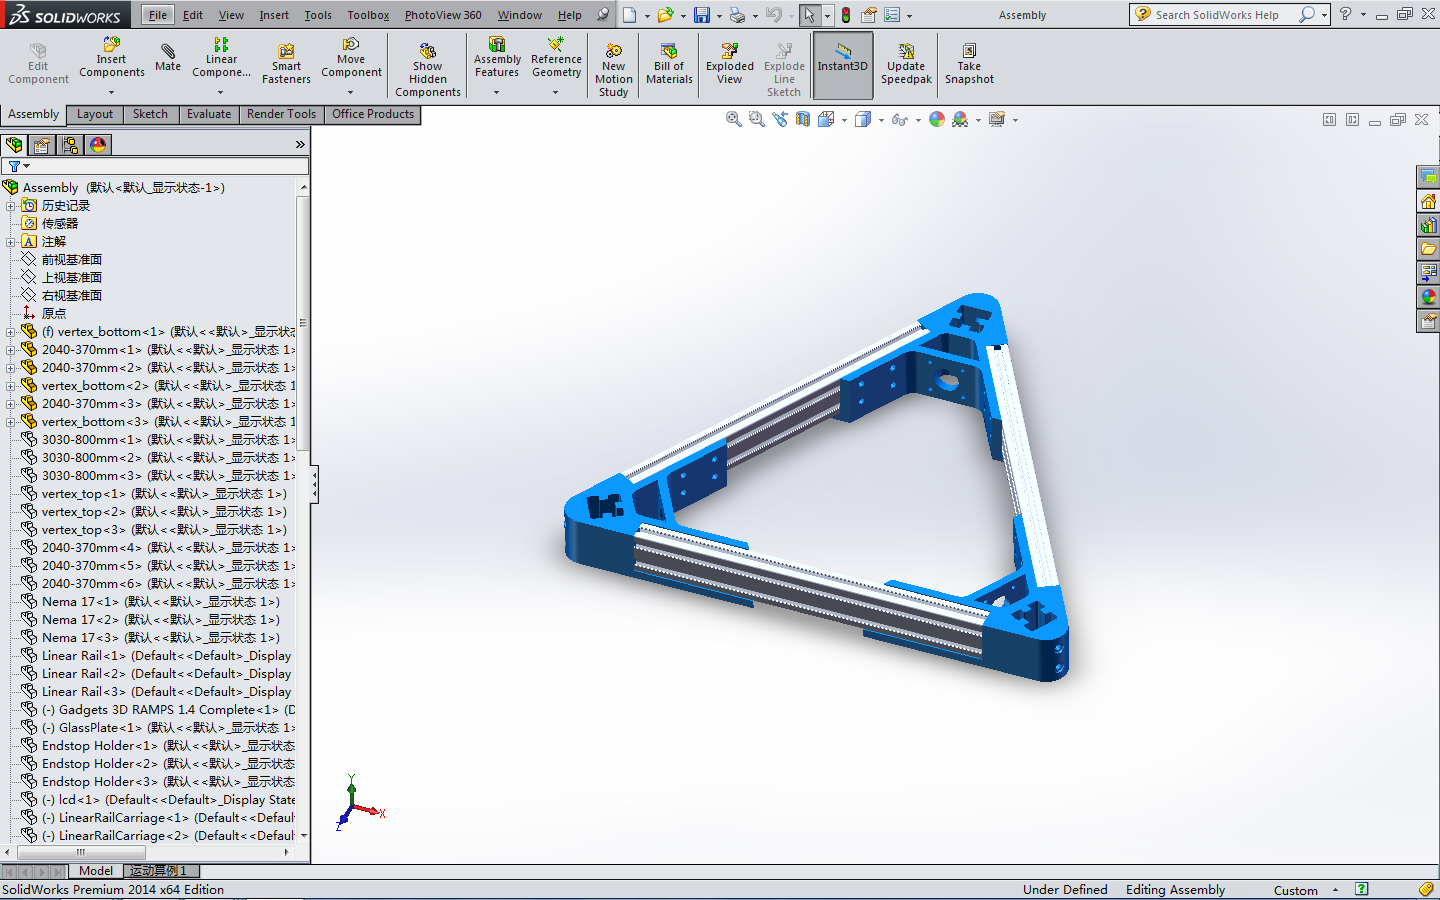 SOLIDWORKS File Edit View Insert Tools Toolbox PhotoView 360 Window Help Assembly Search SolidWorks Help
Edit Component
Insert Components
Mate
Linear Compone...
Smart Fasteners
Move Component
Show Hidden Components
Assembly Features
Reference Geometry
New Motion Study
Bill of Materials
Exploded View
Explode Line Sketch
Instant3D
Update Speedpak
Take Snapshot
Assembly Layout Sketch Evaluate Render Tools Office Products
Assembly (默认<默认_显示状态-1>)
历史记录
传感器
A 注解
前视基准面
上视基准面
右视基准面
原点
(f) vertex_bottom<1> (默认<<默认>_显示状态
2040-370mm<1> (默认<<默认>_显示状态 1>
2040-370mm<2> (默认<<默认>_显示状态 1>
vertex_bottom<2> (默认<<默认>_显示状态 1
2040-370mm<3> (默认<<默认>_显示状态 1>
vertex_bottom<3> (默认<<默认>_显示状态 1
3030-800mm<1> (默认<<默认>_显示状态 1>
3030-800mm<2> (默认<<默认>_显示状态 1>
3030-800mm<3> (默认<<默认>_显示状态 1>
vertex_top<1> (默认<<默认>_显示状态 1>)
vertex_top<2> (默认<<默认>_显示状态 1>)
vertex_top<3> (默认<<默认>_显示状态 1>)
2040-370mm<4> (默认<<默认>_显示状态 1>
2040-370mm<5> (默认<<默认>_显示状态 1>
2040-370mm<6> (默认<<默认>_显示状态 1>
Nema 17<1> (默认<<默认>_显示状态 1>)
Nema 17<2> (默认<<默认>_显示状态 1>)
Nema 17<3> (默认<<默认>_显示状态 1>)
Linear Rail<1> (Default<<Default>_Display
Linear Rail<2> (Default<<Default>_Display
Linear Rail<3> (Default<<Default>_Display
(-) Gadgets 3D RAMPS 1.4 Complete<1> (D
(-) GlassPlate<1> (默认<<默认>_显示状态 1>
Endstop Holder<1> (默认<<默认>_显示状态
Endstop Holder<2> (默认<<默认>_显示状态
Endstop Holder<3> (默认<<默认>_显示状态
(-) lcd<1> (Default<<Default>_Display State
(-) LinearRailCarriage<1> (Default<<Defaul
(-) LinearRailCarriage<2> (Default<<Defaul
Y
X
Z
Model 运动算例 1
SolidWorks Premium 2014 x64 Edition Under Defined Editing Assembly Custom